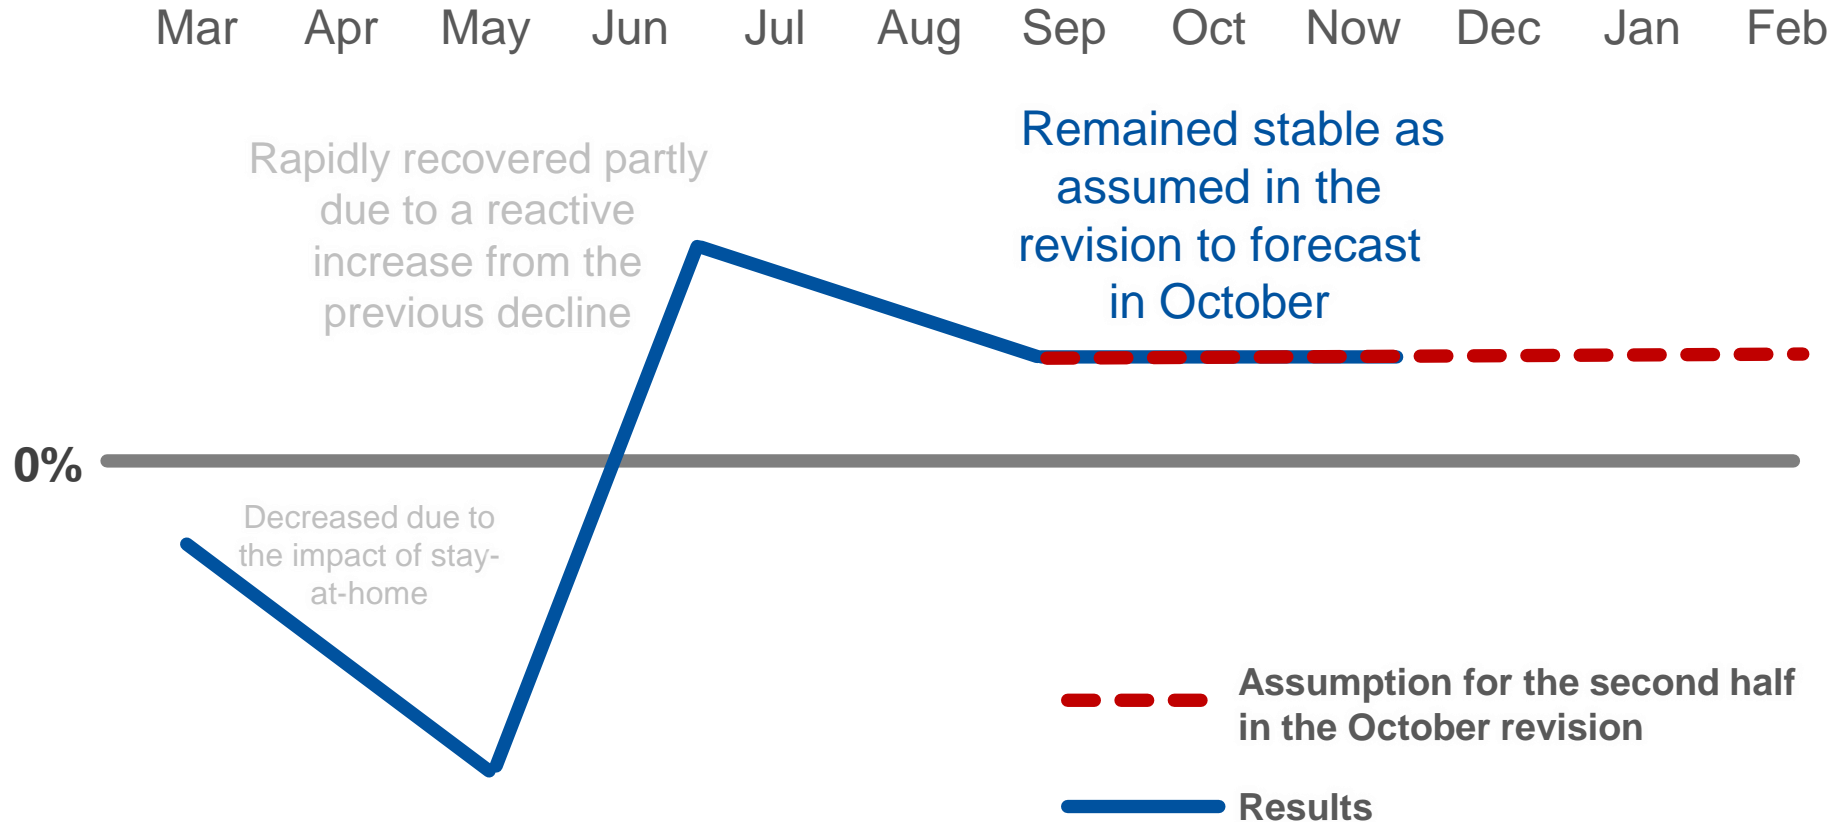 Mar Apr May Jun Jul Aug Sep Oct Now Dec Jan Feb
Rapidly recovered partly
due to a reactive
increase from the
previous decline
Remained stable as
assumed in the
revision to forecast
in October
0%
Decreased due to
the impact of stay-
at-home
Assumption for the second half
in the October revision
Results